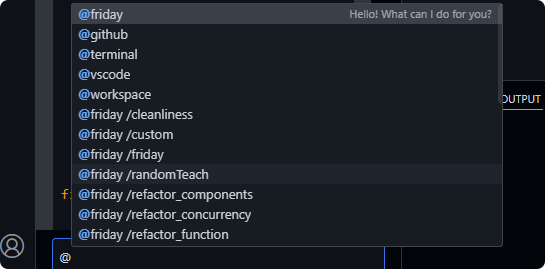 @friday Hello! What can I do for you?
@github
@terminal
@vscode
@workspace
@friday /cleanliness
@friday /custom
@friday /friday
@friday /randomTeach
@friday /refactor_components
@friday /refactor_concurrency
@friday /refactor_function
OUTPUT
fi
@